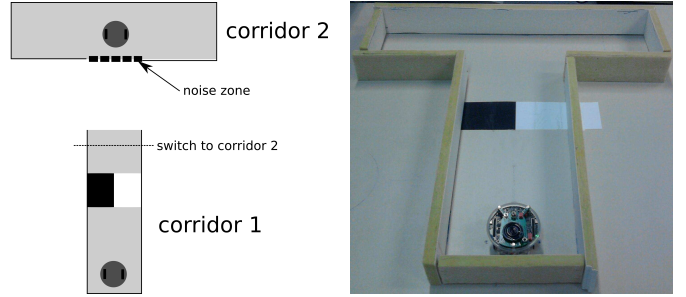 corridor 2
noise zone
switch to corridor 2
corridor 1